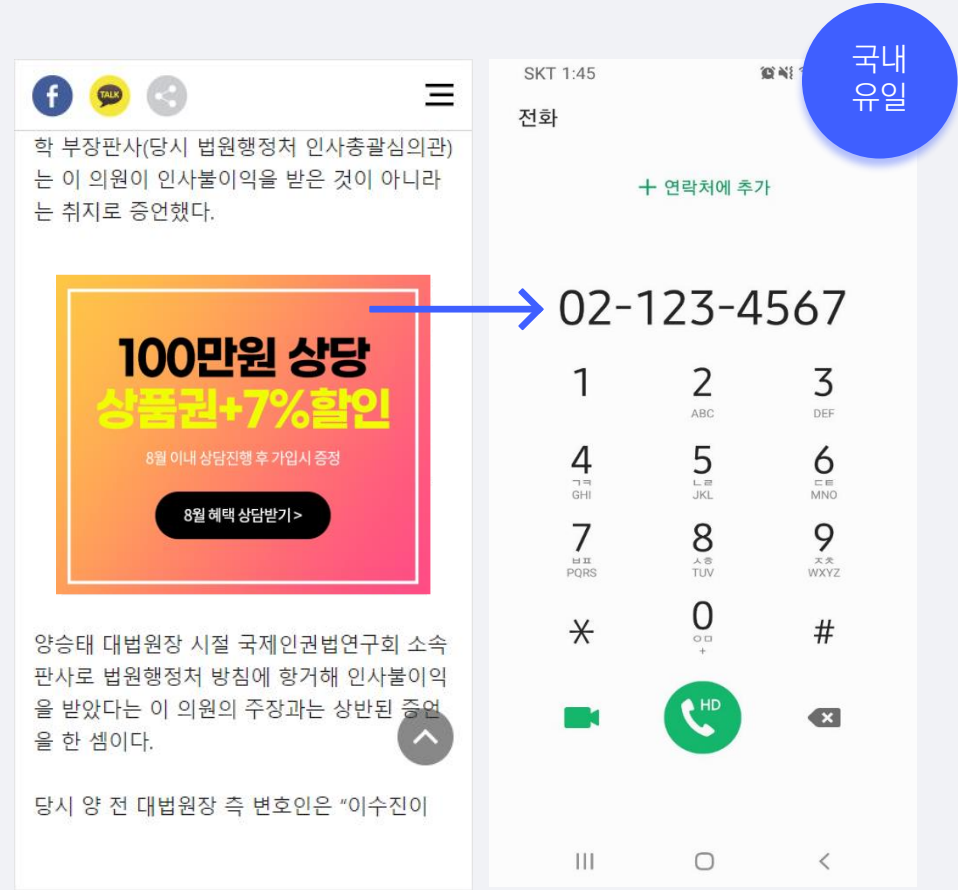 국내
유일
f
TALK
학 부장판사(당시 법원행정처 인사총괄심의관)
는 이 의원이 인사불이익을 받은 것이 아니라
는 취지로 증언했다.
100만원 상당
상품권+7%할인
8월 이내 상담진행 후 가입시 증정
8월 혜택 상담받기 >
양승태 대법원장 시절 국제인권법연구회 소속
판사로 법원행정처 방침에 항거해 인사불이익
을 받았다는 이 의원의 주장과는 상반된 증언
을 한 셈이다.
당시 양 전 대법원장 측 변호인은 “이수진이
SKT 1:45
전화
+ 연락처에 추가
02-123-4567
1 2 3
ABC DEF
4 5 6
ㄱㅋ ㄴㄹ ㄷㅌ
GHI JKL MNO
7 8 9
ㅂㅍ ㅅㅎ ㅈㅊ
PQRS TUV WXYZ
* 0 #
ㅇㅁ
+
HD